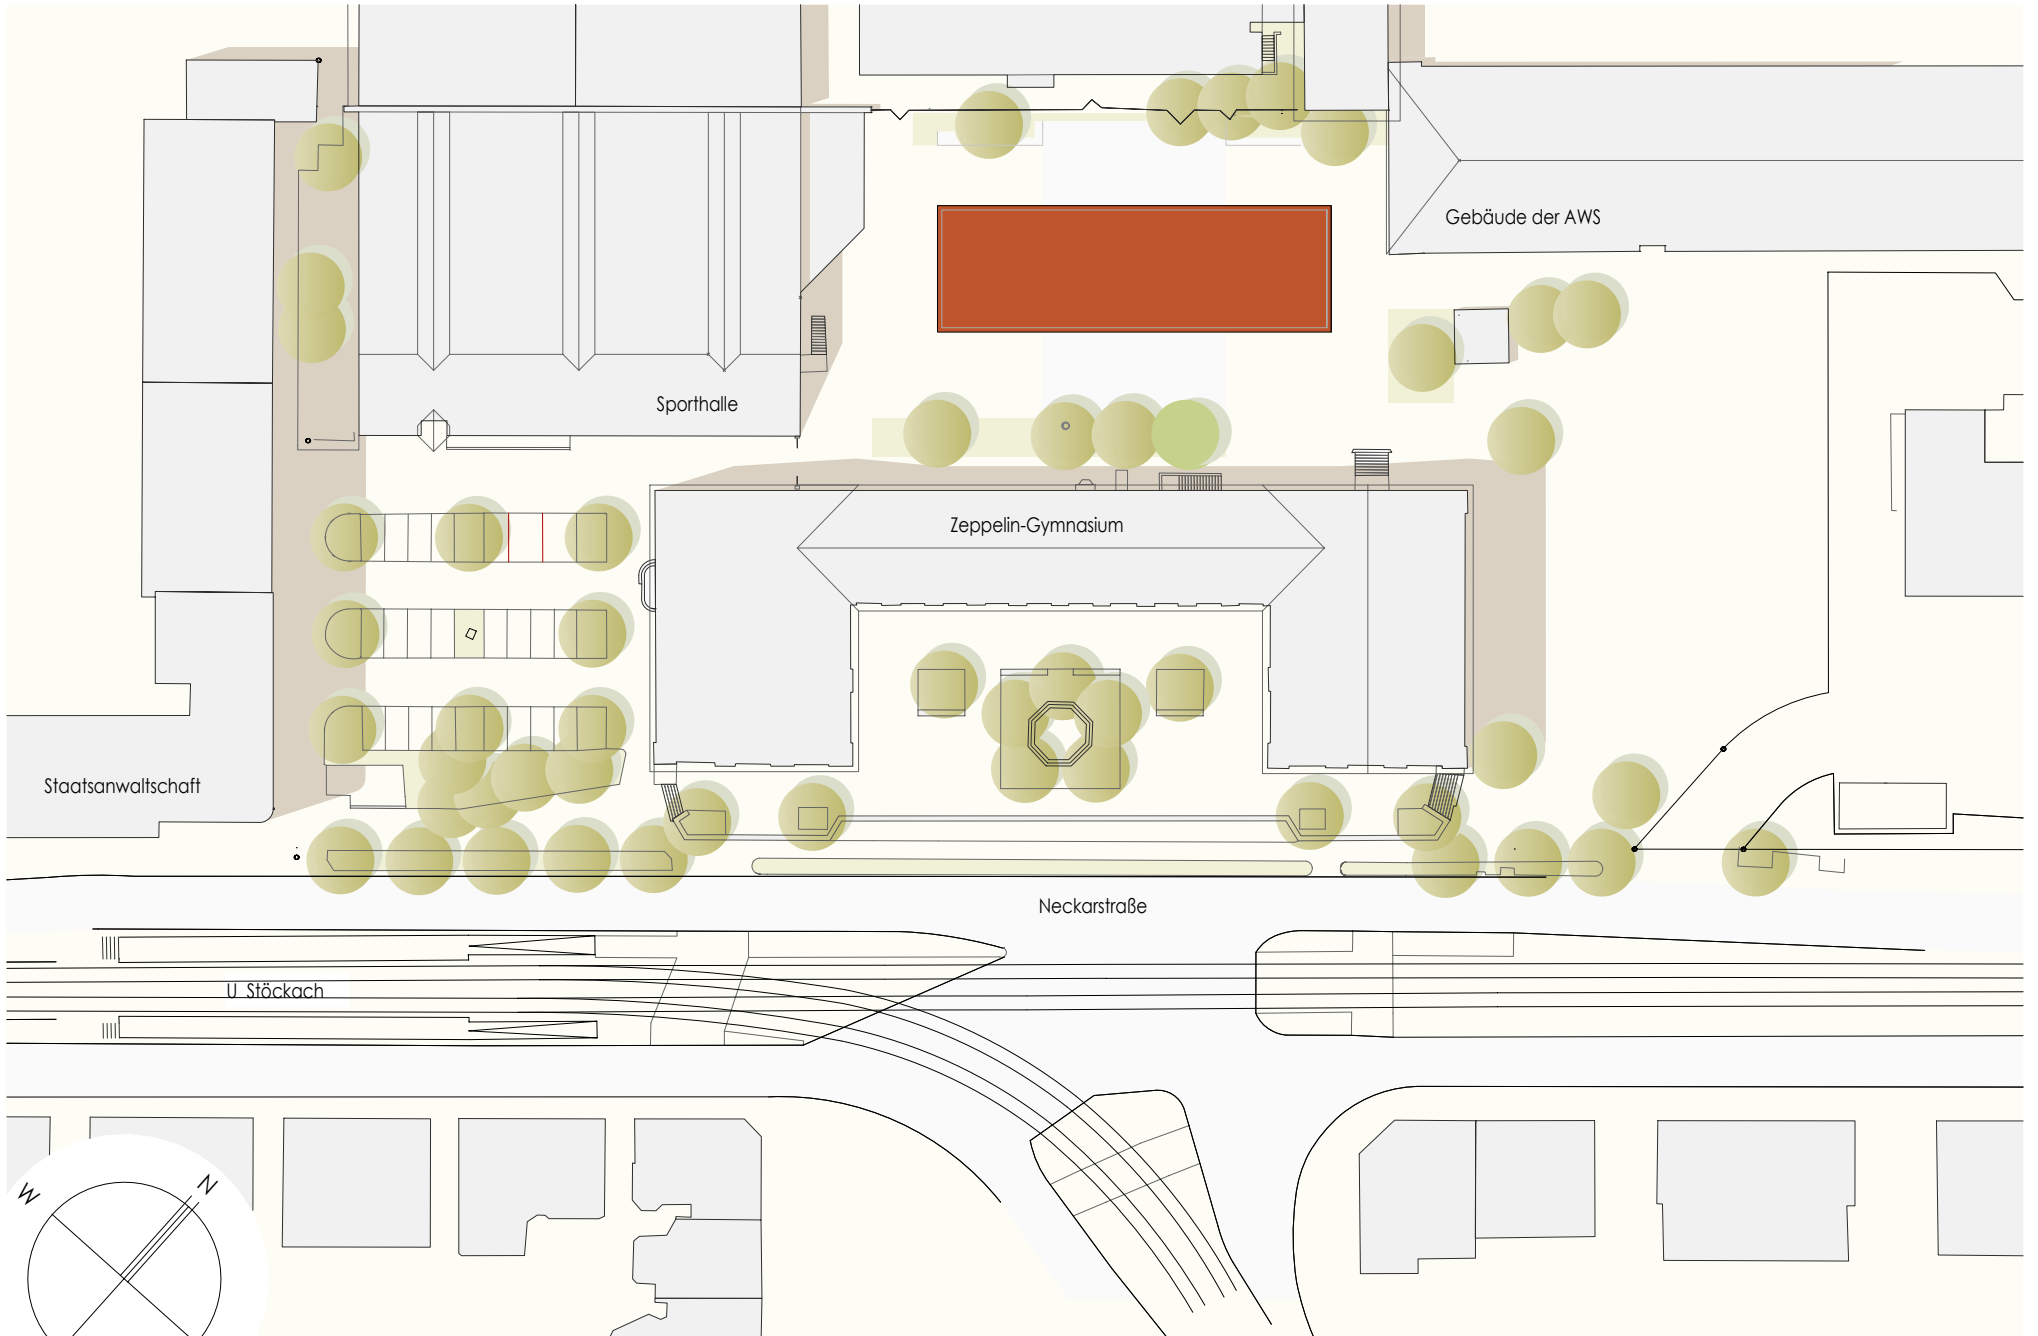 Gebäude der AWS
Sporthalle
Zeppelin-Gymnasium
Staatsanwaltschaft
Neckarstraße
U Stöckach
W
N